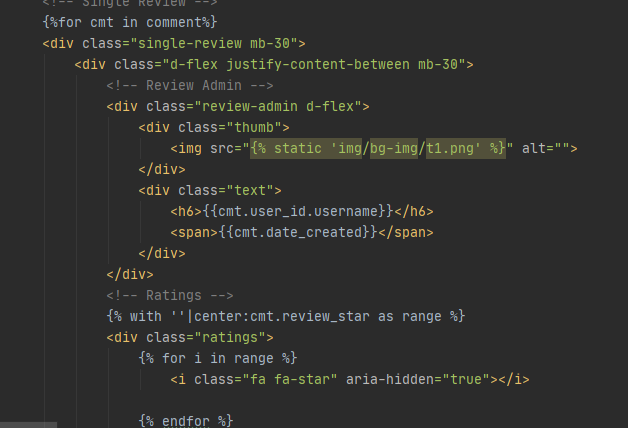 <!-- Single Review -->
{%for cmt in comment%}
<div class="single-review mb-30">
<div class="d-flex justify-content-between mb-30">
<!-- Review Admin -->
<div class="review-admin d-flex">
<div class="thumb">
<img src="{% static 'img/bg-img/t1.png' %}" alt="">
</div>
<div class="text">
<h6>{{cmt.user_id.username}}</h6>
<span>{{cmt.date_created}}</span>
</div>
</div>
<!-- Ratings -->
{% with ''|center:cmt.review_star as range %}
<div class="ratings">
{% for i in range %}
<i class="fa fa-star" aria-hidden="true"></i>
{% endfor %}